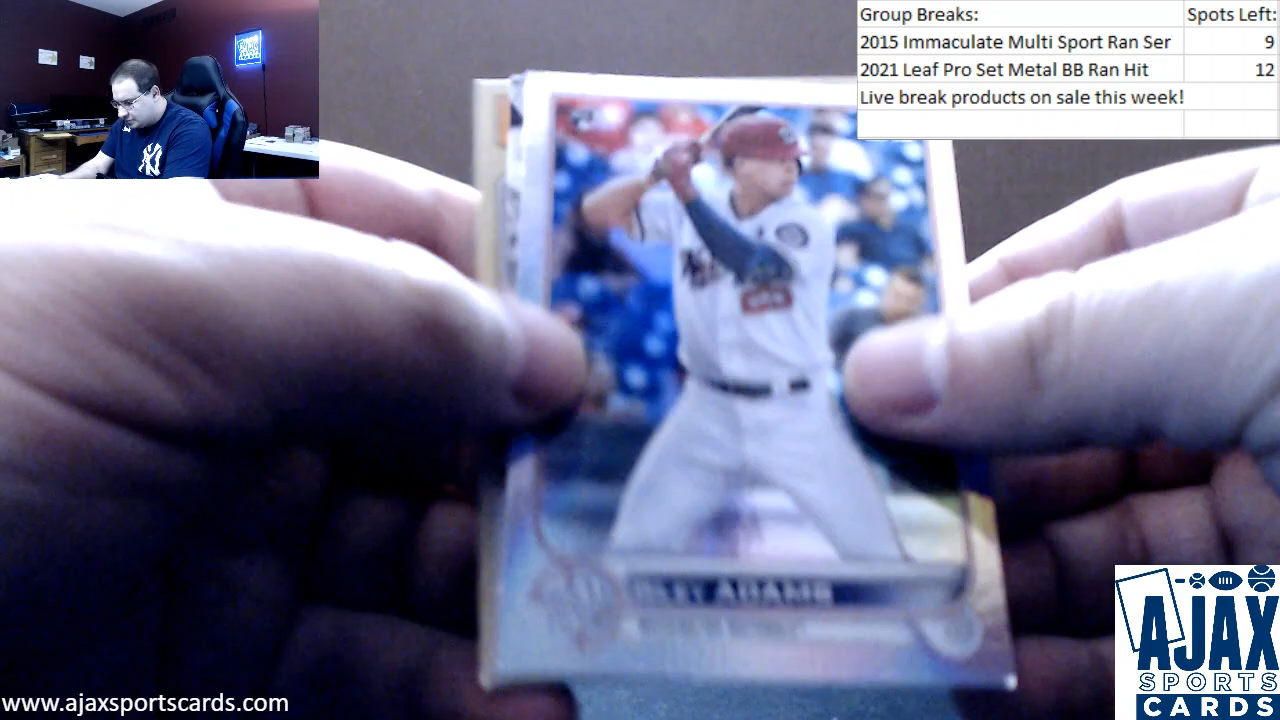 Group Breaks: Spots Left:
2015 Immaculate Multi Sport Ran Ser 9
2021 Leaf Pro Set Metal BB Ran Hit 12
Live break products on sale this week!
ADAMS
www.ajaxsportscards.com
AJAX
SPORTS
CARDS